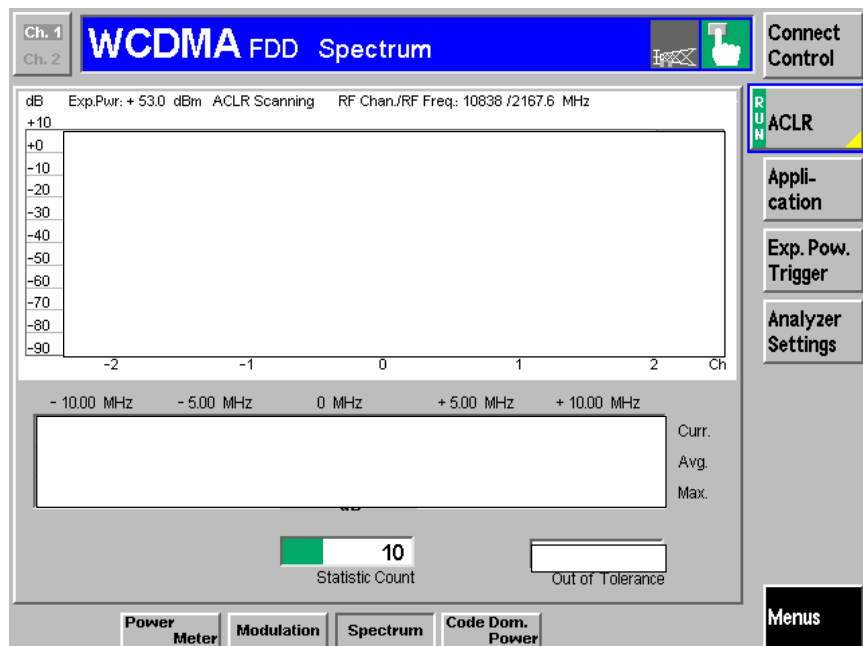 Ch. 1
Ch. 2
WCDMA FDD Spectrum
Connect
Control
dB Exp.Pwr: + 53.0 dBm ACLR Scanning RF Chan./RF Freq.: 10838 /2167.6 MHz
+10
+0
-10
-20
-30
-40
-50
-60
-70
-80
-90
-2 -1 0 1 2 Ch
RUN
ACLR
Appli-
cation
Exp. Pow.
Trigger
Analyzer
Settings
- 10.00 MHz - 5.00 MHz 0 MHz + 5.00 MHz + 10.00 MHz
Curr.
Avg.
Max.
10
Statistic Count
Out of Tolerance
Power
Meter
Modulation
Spectrum
Code Dom.
Power
Menus